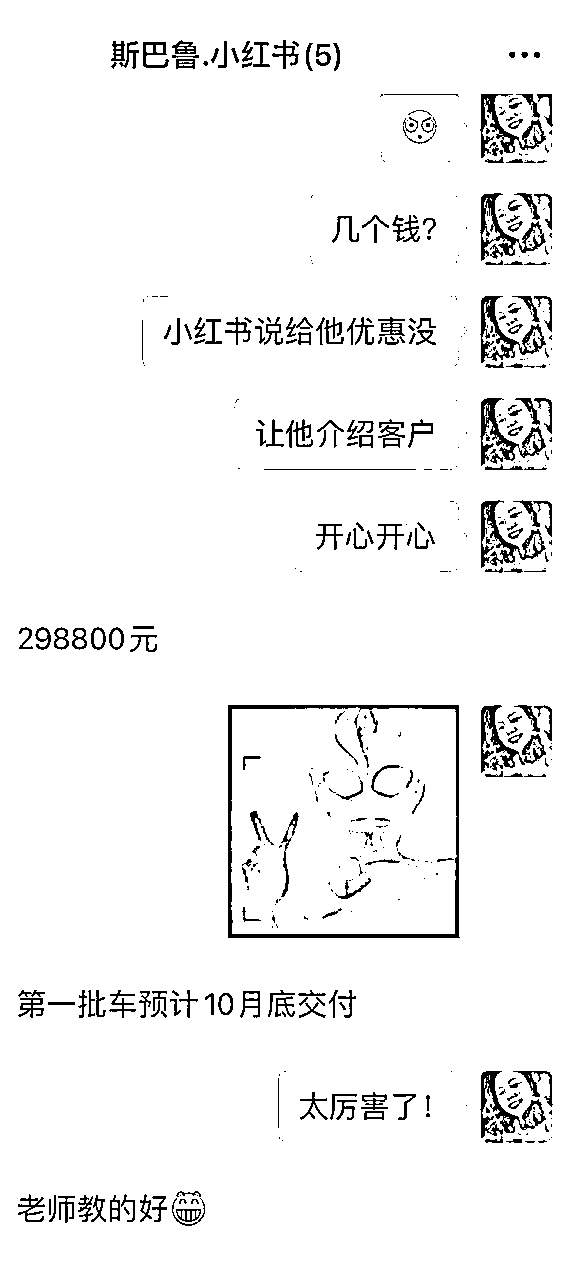 斯巴鲁.小红书(5)
几个钱?
小红书说给他优惠没
让他介绍客户
开心开心
298800元
第一批车预计10月底交付
太厉害了!
老师教的好😁